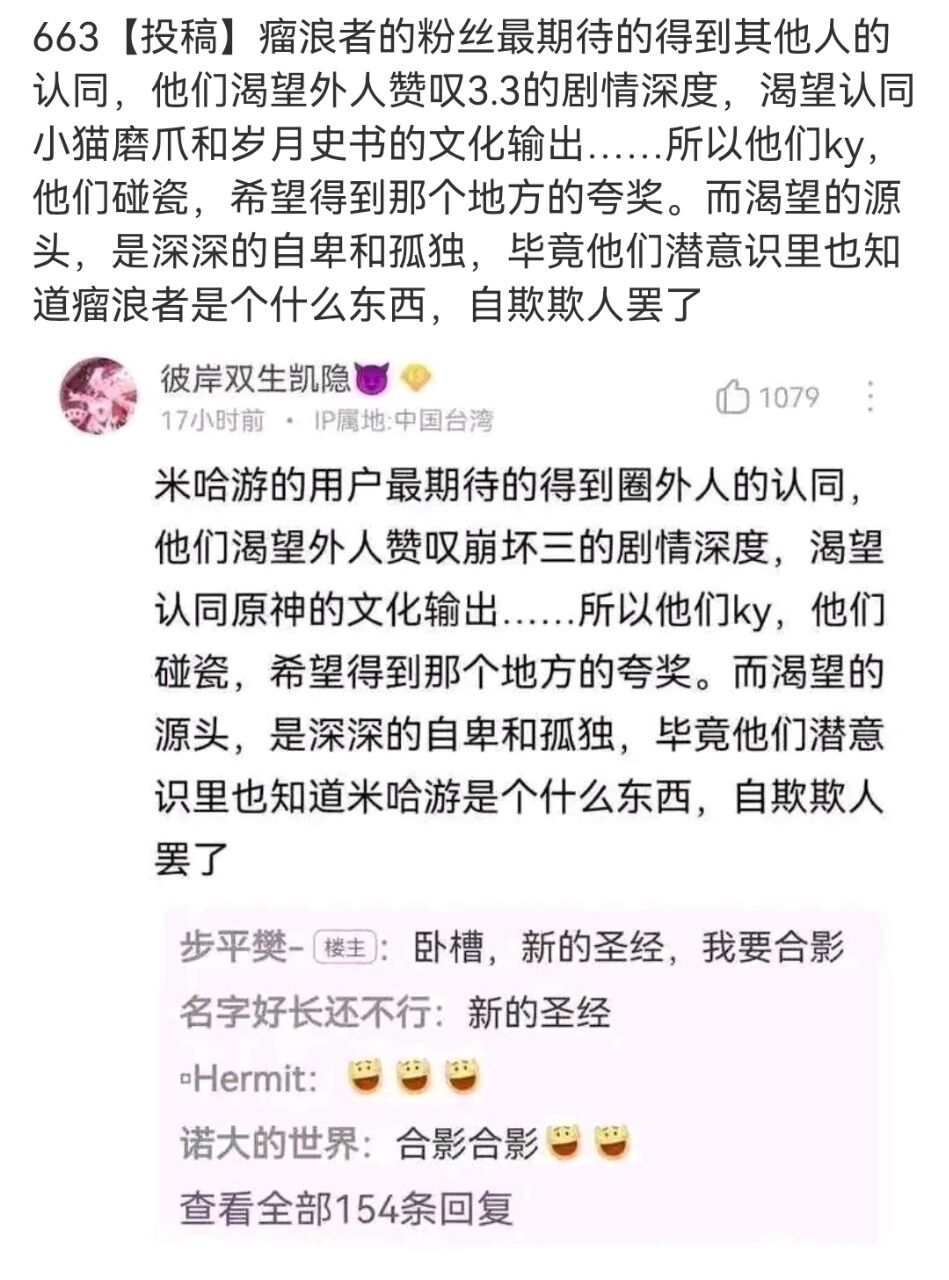 663【投稿】瘤浪者的粉丝最期待的得到其他人的
认同，他们渴望外人赞叹3.3的剧情深度，渴望认同
小猫磨爪和岁月史书的文化输出……所以他们ky，
他们碰瓷，希望得到那个地方的夸奖。而渴望的源
头，是深深的自卑和孤独，毕竟他们潜意识里也知
道瘤浪者是个什么东西，自欺欺人罢了
彼岸双生凯隐😈
17小时前 · IP属地:中国台湾
1079
米哈游的用户最期待的得到圈外人的认同，
他们渴望外人赞叹崩坏三的剧情深度，渴望
认同原神的文化输出……所以他们ky，他们
碰瓷，希望得到那个地方的夸奖。而渴望的
源头，是深深的自卑和孤独，毕竟他们潜意
识里也知道米哈游是个什么东西，自欺欺人
罢了
步平樊- 楼主：卧槽，新的圣经，我要合影
名字好长还不行：新的圣经
▫Hermit：
诺大的世界：合影合影
查看全部154条回复